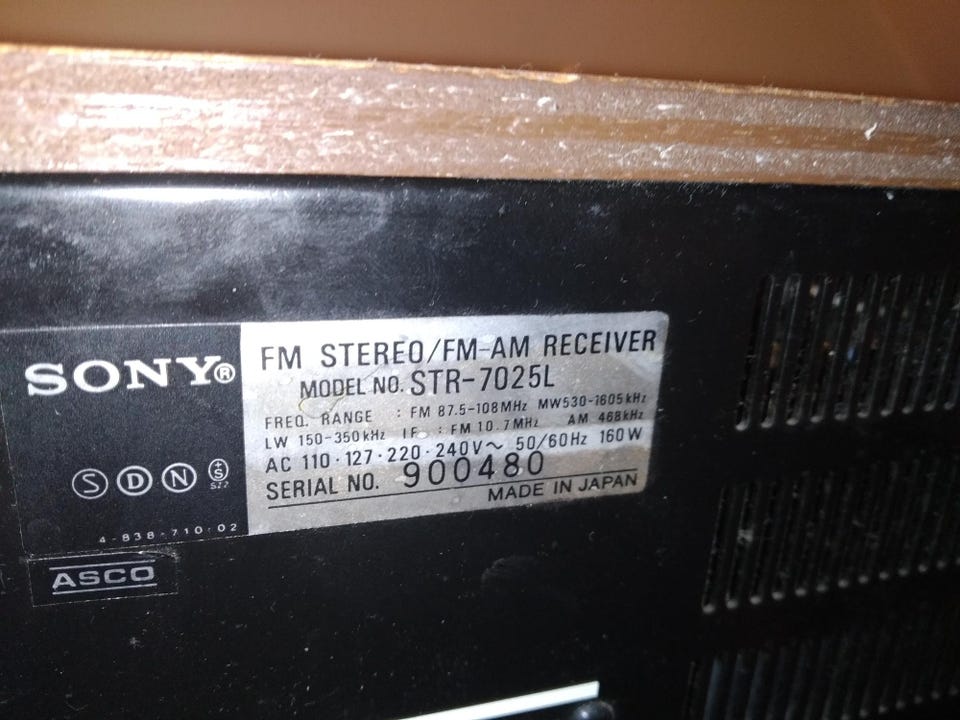 SONY®
FM STEREO/FM-AM RECEIVER
MODEL NO. STR-7025L
FREQ. RANGE : FM 87.5-108MHz MW530-1605kHz
LW 150-350kHz IF : FM 10.7MHz AM 468kHz
AC 110·127·220·240V~ 50/60Hz 160W
SERIAL NO. 900480
MADE IN JAPAN
S D N S
4-838-710-02
ASCO